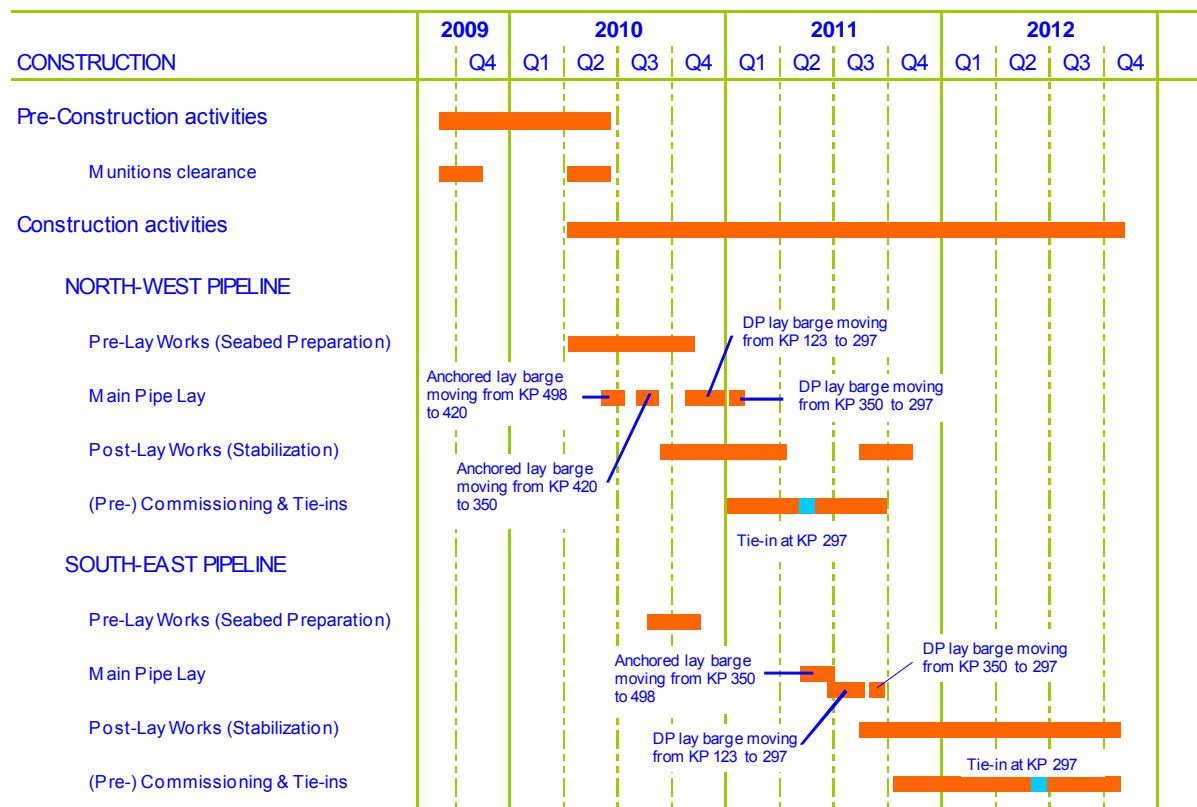 2009 2010 2011 2012
CONSTRUCTION Q4 Q1 Q2 Q3 Q4 Q1 Q2 Q3 Q4 Q1 Q2 Q3 Q4
Pre-Construction activities
Munitions clearance
Construction activities
NORTH-WEST PIPELINE
Pre-Lay Works (Seabed Preparation)
DP lay barge moving
from KP 123 to 297
Main Pipe Lay
Anchored lay barge
moving from KP 498
to 420
DP lay barge moving
from KP 350 to 297
Post-Lay Works (Stabilization)
Anchored lay barge
moving from KP 420
to 350
(Pre-) Commissioning & Tie-ins
Tie-in at KP 297
SOUTH-EAST PIPELINE
Pre-Lay Works (Seabed Preparation)
Main Pipe Lay
Anchored lay barge
moving from KP 350
to 498
DP lay barge moving
from KP 350 to 297
Post-Lay Works (Stabilization)
DP lay barge moving
from KP 123 to 297
Tie-in at KP 297
(Pre-) Commissioning & Tie-ins